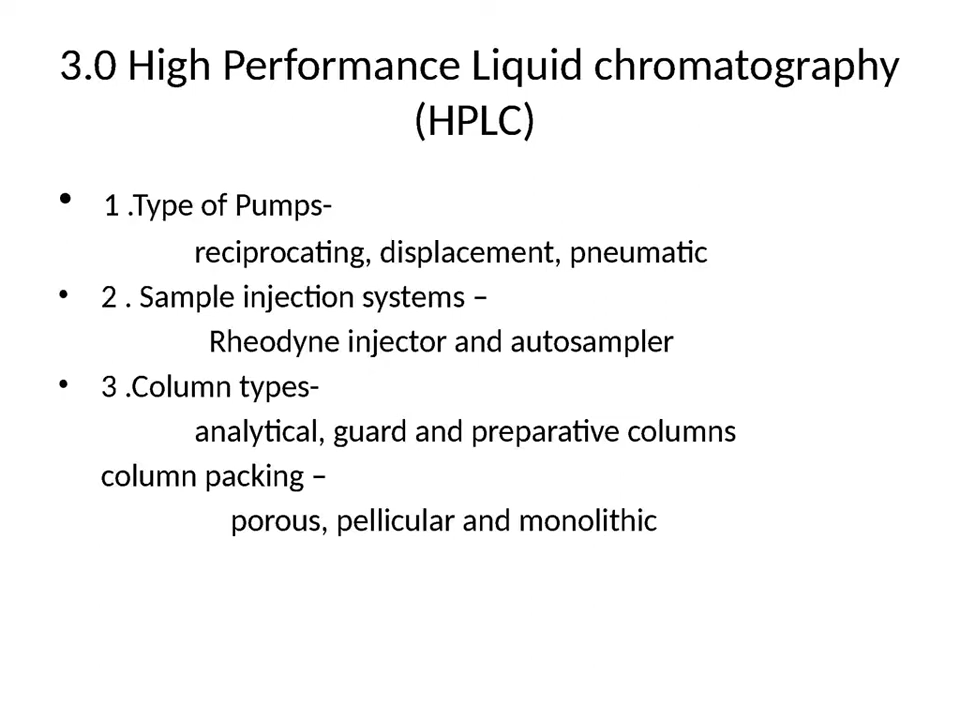 3.0 High Performance Liquid chromatography
(HPLC)
• 1 .Type of Pumps-
reciprocating, displacement, pneumatic
• 2 . Sample injection systems –
Rheodyne injector and autosampler
• 3 .Column types-
analytical, guard and preparative columns
column packing –
porous, pellicular and monolithic